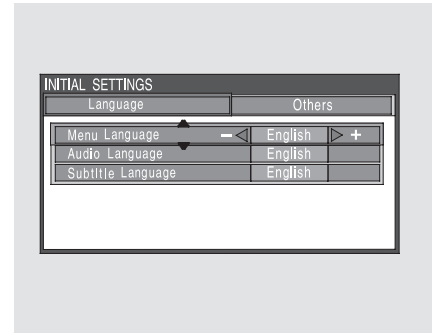 INITIAL SETTINGS
Language Others
Menu Language – English +
Audio Language English
Subtitle Language English